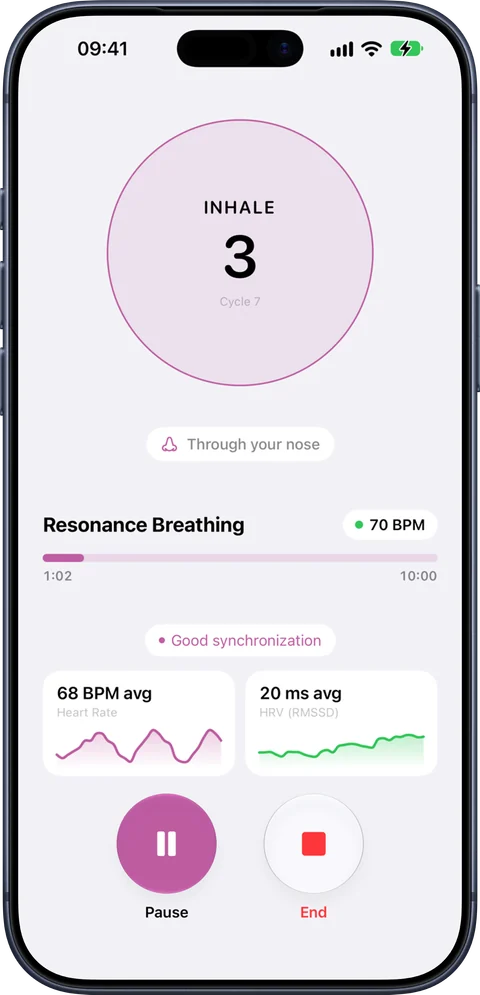 09:41
INHALE
3
Cycle 7
Through your nose
Resonance Breathing
70 BPM
1:02
10:00
Good synchronization
68 BPM avg
Heart Rate
20 ms avg
HRV (RMSSD)
Pause
End